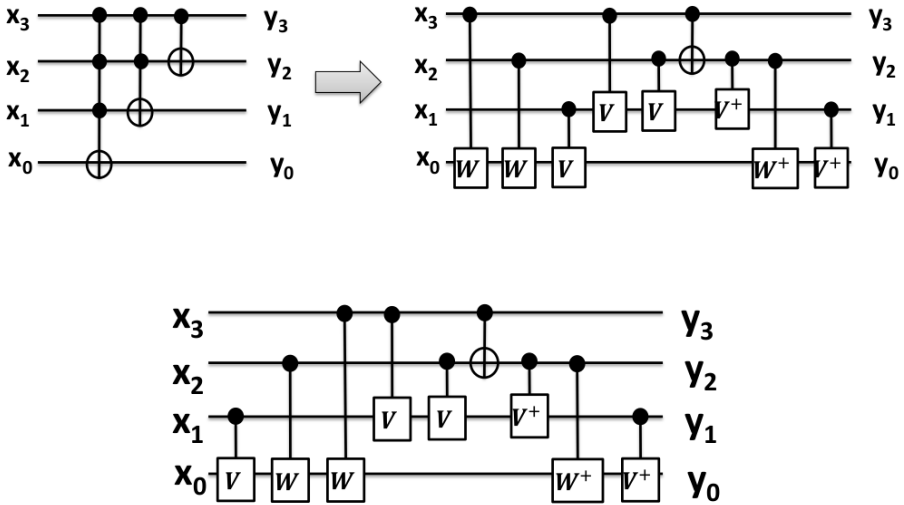 x₃ y₃ x₃ y₃
x₂ y₂ x₂ V V V⁺ y₂
x₁ y₁ x₁ y₁
x₀ y₀ x₀ W W V W⁺ V⁺ y₀
x₃ y₃
x₂ y₂
x₁ V V V⁺ y₁
x₀ V W W W⁺ V⁺ y₀